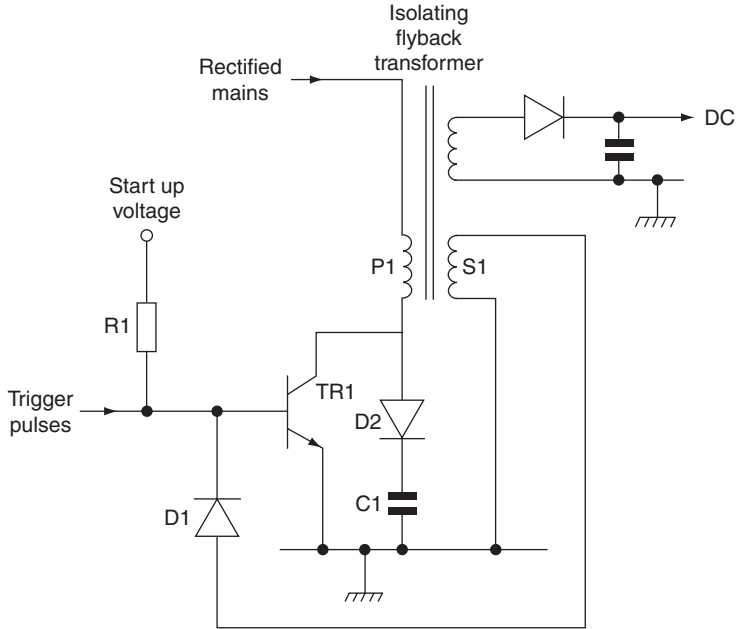 Isolating
flyback
transformer
Rectified
mains
DC
Start up
voltage
P1
S1
R1
TR1
Trigger
pulses
D2
C1
D1